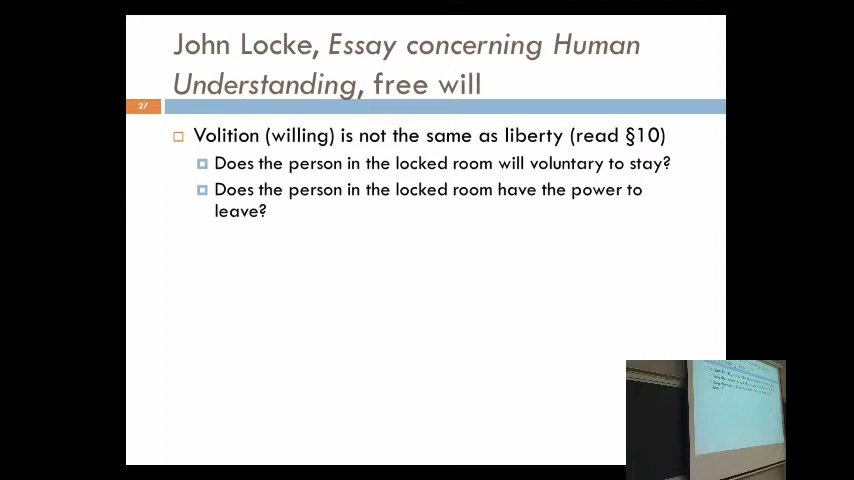 John Locke, Essay concerning Human
Understanding, free will
27
Volition (willing) is not the same as liberty (read §10)
Does the person in the locked room will voluntary to stay?
Does the person in the locked room have the power to
leave?